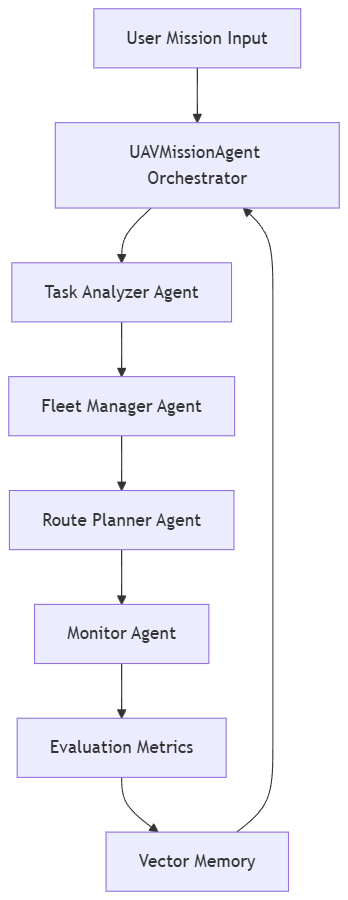 User Mission Input
UAVMissionAgent
Orchestrator
Task Analyzer Agent
Fleet Manager Agent
Route Planner Agent
Monitor Agent
Evaluation Metrics
Vector Memory